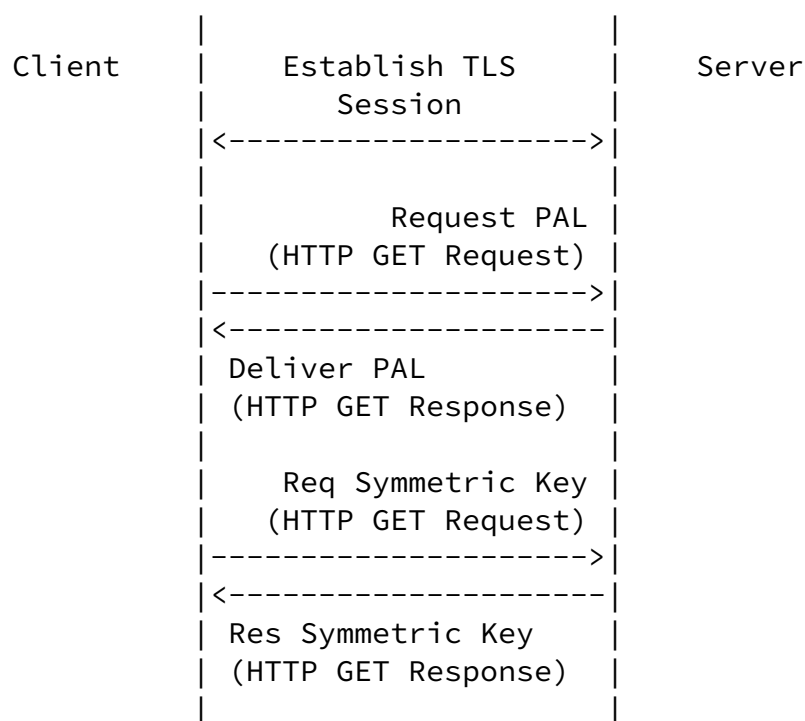 Client Establish TLS Server
Session
Request PAL
(HTTP GET Request)
Deliver PAL
(HTTP GET Response)
Req Symmetric Key
(HTTP GET Request)
Res Symmetric Key
(HTTP GET Response)